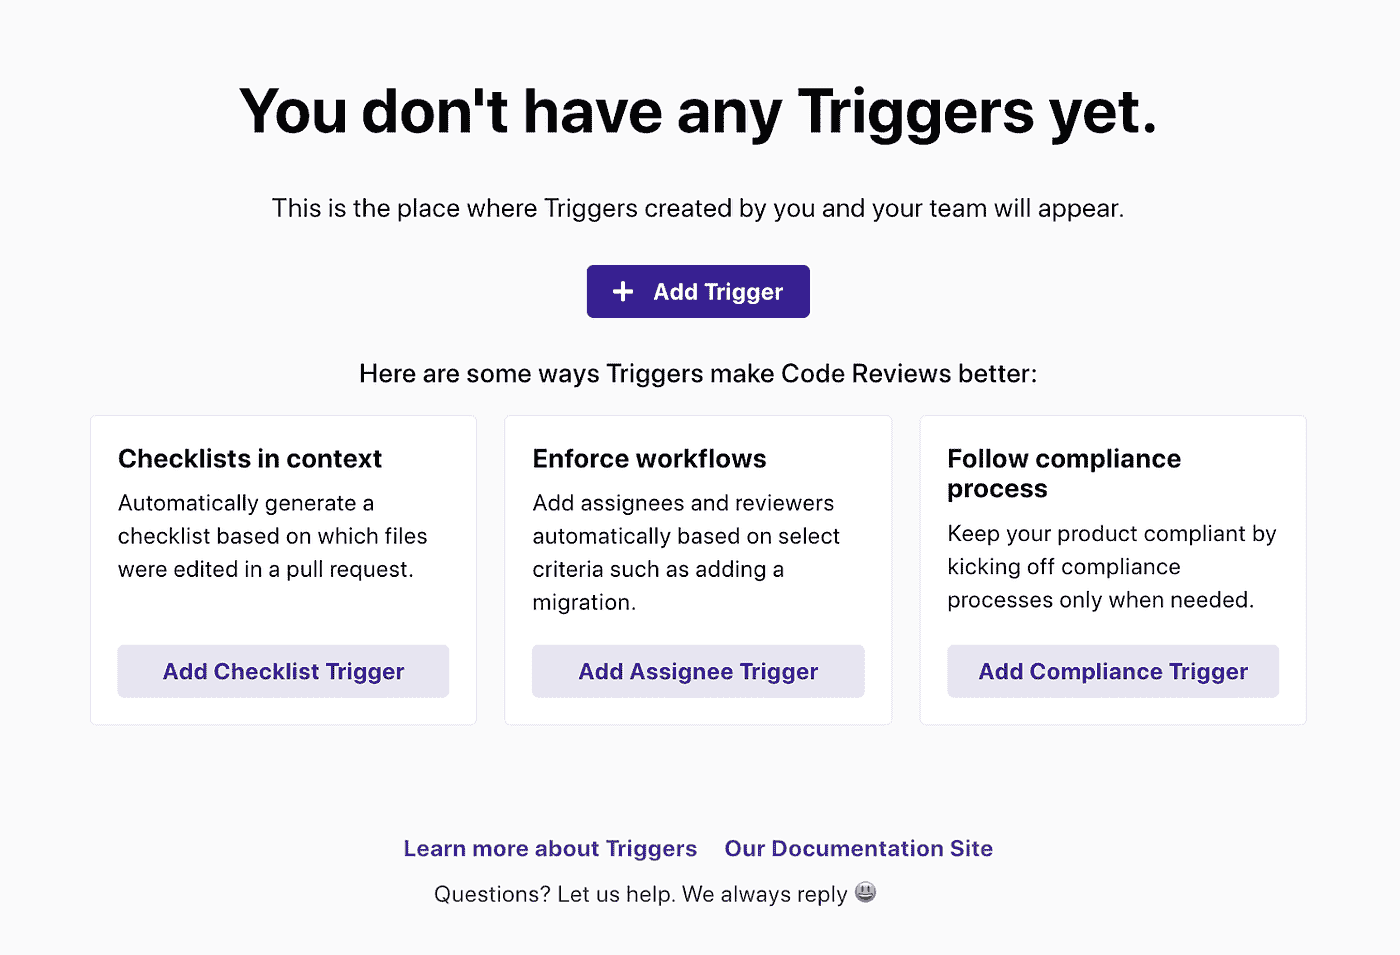 You don't have any Triggers yet.
This is the place where Triggers created by you and your team will appear.
+ Add Trigger
Here are some ways Triggers make Code Reviews better:
Checklists in context
Automatically generate a
checklist based on which files
were edited in a pull request.
Add Checklist Trigger
Enforce workflows
Add assignees and reviewers
automatically based on select
criteria such as adding a
migration.
Add Assignee Trigger
Follow compliance
process
Keep your product compliant by
kicking off compliance
processes only when needed.
Add Compliance Trigger
Learn more about Triggers
Our Documentation Site
Questions? Let us help. We always reply 😃